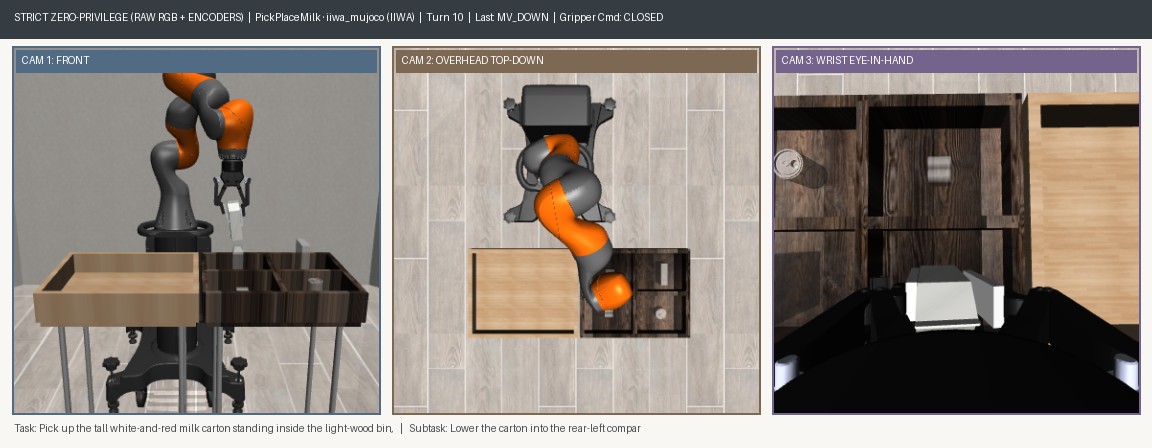 STRICT ZERO-PRIVILEGE (RAW RGB + ENCODERS) | PickPlaceMilk · iiwa_mujoco (IIWA) | Turn 10 | Last: MV_DOWN | Gripper Cmd: CLOSED
CAM 1: FRONT
CAM 2: OVERHEAD TOP-DOWN
CAM 3: WRIST EYE-IN-HAND
Task: Pick up the tall white-and-red milk carton standing inside the light-wood bin, | Subtask: Lower the carton into the rear-left compar